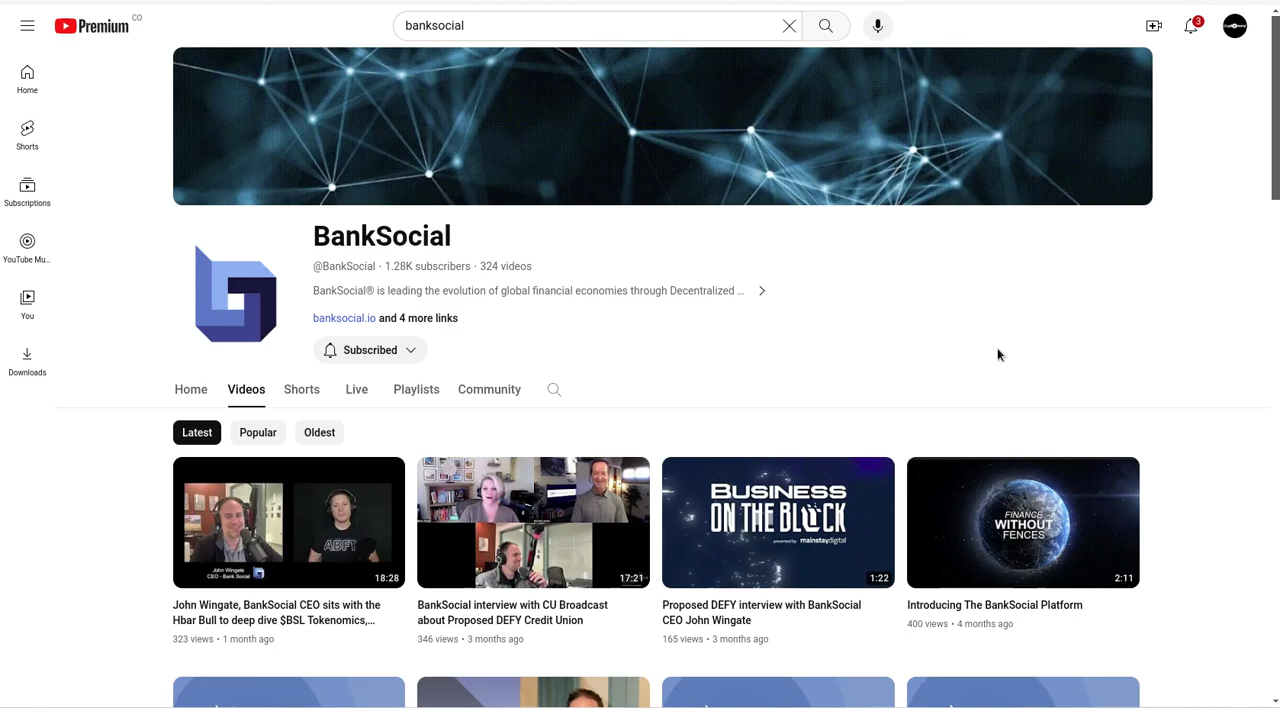 Premium CO
banksocial
3
Home
Shorts
Subscriptions
YouTube Mu...
You
Downloads
BankSocial
@BankSocial · 1.28K subscribers · 324 videos
BankSocial® is leading the evolution of global financial economies through Decentralized ...
banksocial.io and 4 more links
Subscribed
Home Videos Shorts Live Playlists Community
Latest Popular Oldest
ABFT
John Wingate
CEO - Bank Social
18:28
17:21
BUSINESS
ON THE BLOCK
presented by mainstaydigital
1:22
FINANCE
WITHOUT
FENCES
2:11
John Wingate, BankSocial CEO sits with the
Hbar Bull to deep dive $BSL Tokenomics,...
323 views · 1 month ago
BankSocial interview with CU Broadcast
about Proposed DEFY Credit Union
346 views · 3 months ago
Proposed DEFY interview with BankSocial
CEO John Wingate
165 views · 3 months ago
Introducing The BankSocial Platform
400 views · 4 months ago